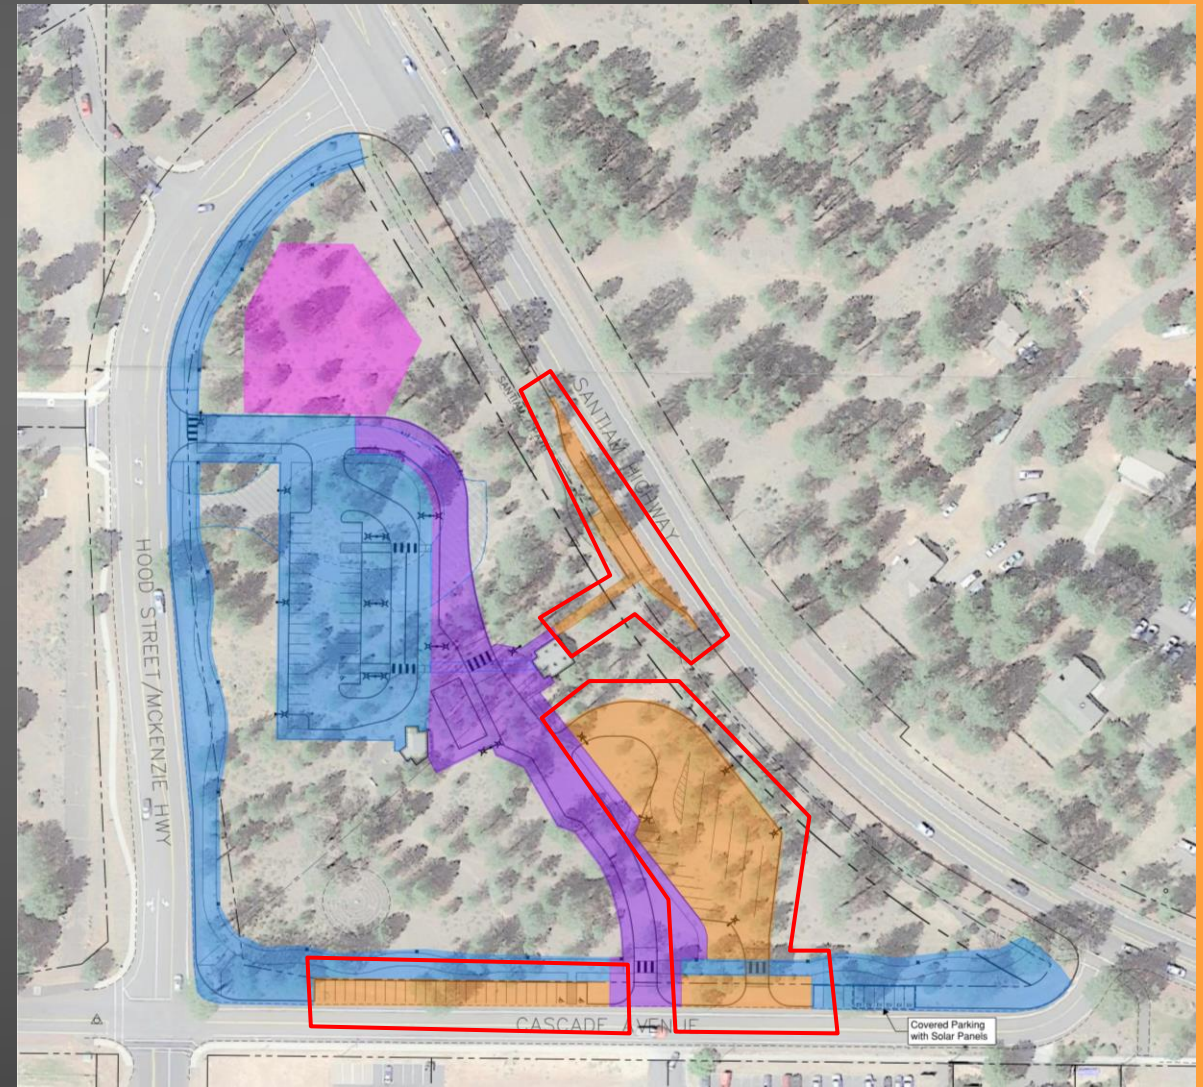 SANTIAM HIGHWAY
HOOD STREET/MCKENZIE HWY
CASCADE AVENUE
Covered Parking
with Solar Panels